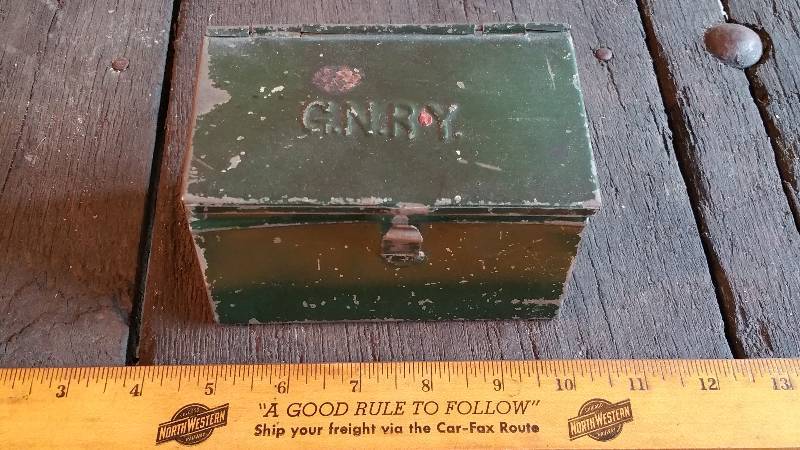 G.N.R.Y.
3 4 5 6 7 8 9 10 11 12 13
"A GOOD RULE TO FOLLOW"
NORTH WESTERN
Ship your freight via the Car-Fax Route
NORTH WESTERN